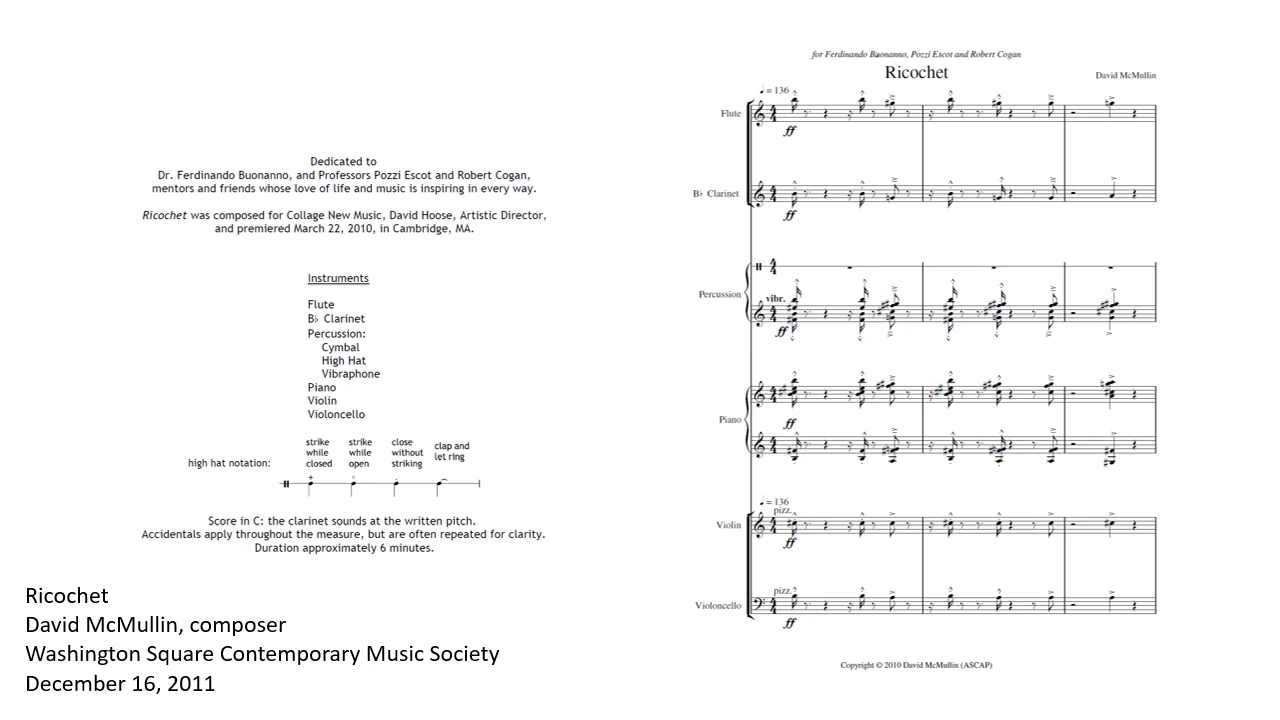 Dedicated to
Dr. Ferdinando Buonanno, and Professors Pozzi Escot and Robert Cogan,
mentors and friends whose love of life and music is inspiring in every way.
Ricochet was composed for Collage New Music, David Hoose, Artistic Director,
and premiered March 22, 2010, in Cambridge, MA.
Instruments
Flute
B♭ Clarinet
Percussion:
Cymbal
High Hat
Vibraphone
Piano
Violin
Violoncello
high hat notation:
strike while closed
strike while open
close without striking
clap and let ring
Score in C: the clarinet sounds at the written pitch.
Accidentals apply throughout the measure, but are often repeated for clarity.
Duration approximately 6 minutes.
Ricochet
David McMullin, composer
Washington Square Contemporary Music Society
December 16, 2011
for Ferdinando Buonanno, Pozzi Escot and Robert Cogan
Ricochet
David McMullin
♩ = 136
Flute
ff
B♭ Clarinet
ff
Percussion
vibr.
ff
Piano
ff
♩ = 136
pizz.
Violin
ff
pizz.
Violoncello
ff
Copyright © 2010 David McMullin (ASCAP)